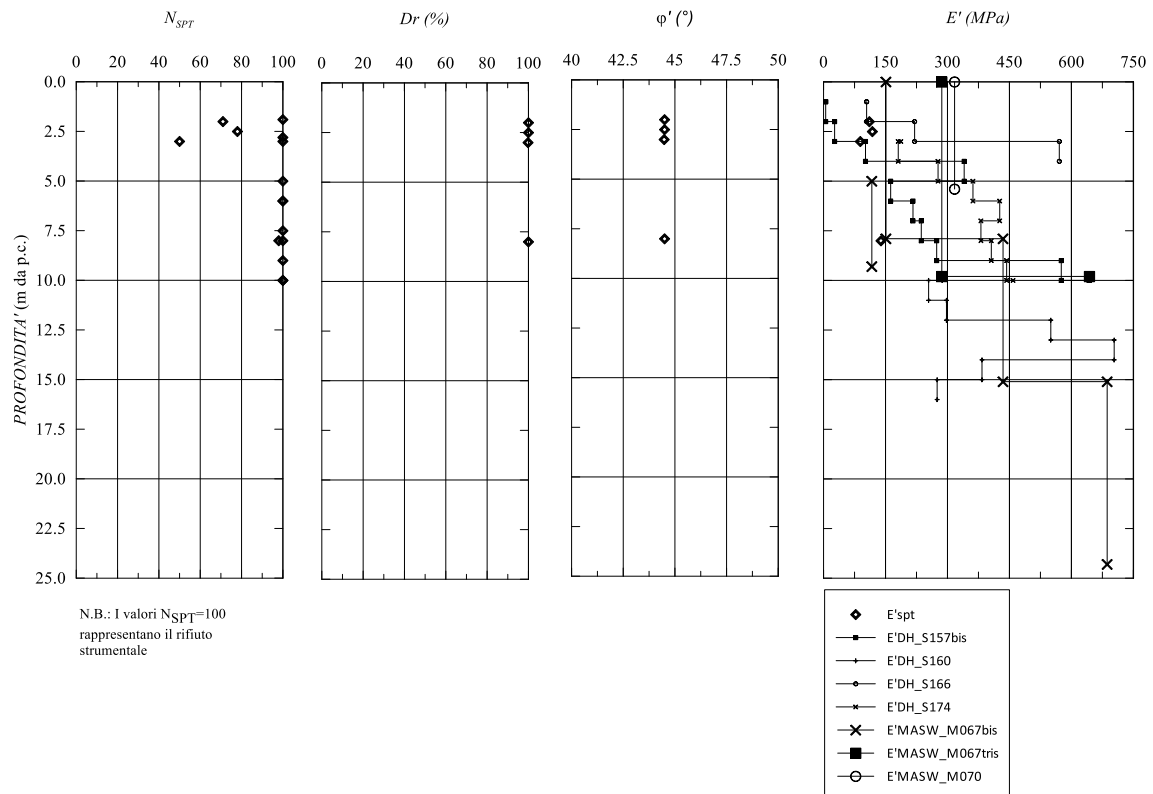 N SPT
Dr (%)
φ' (°)
E' (MPa)
0 20 40 60 80 100
0 20 40 60 80 100
40 42.5 45 47.5 50
0 150 300 450 600 750
0.0
2.5
5.0
7.5
10.0
12.5
15.0
17.5
20.0
22.5
25.0
PROFONDITA' (m da p.c.)
N.B.: I valori NSPT=100
rappresentano il rifiuto
strumentale
E'spt
E'DH_S157bis
E'DH_S160
E'DH_S166
E'DH_S174
E'MASW_M067bis
E'MASW_M067tris
E'MASW_M070